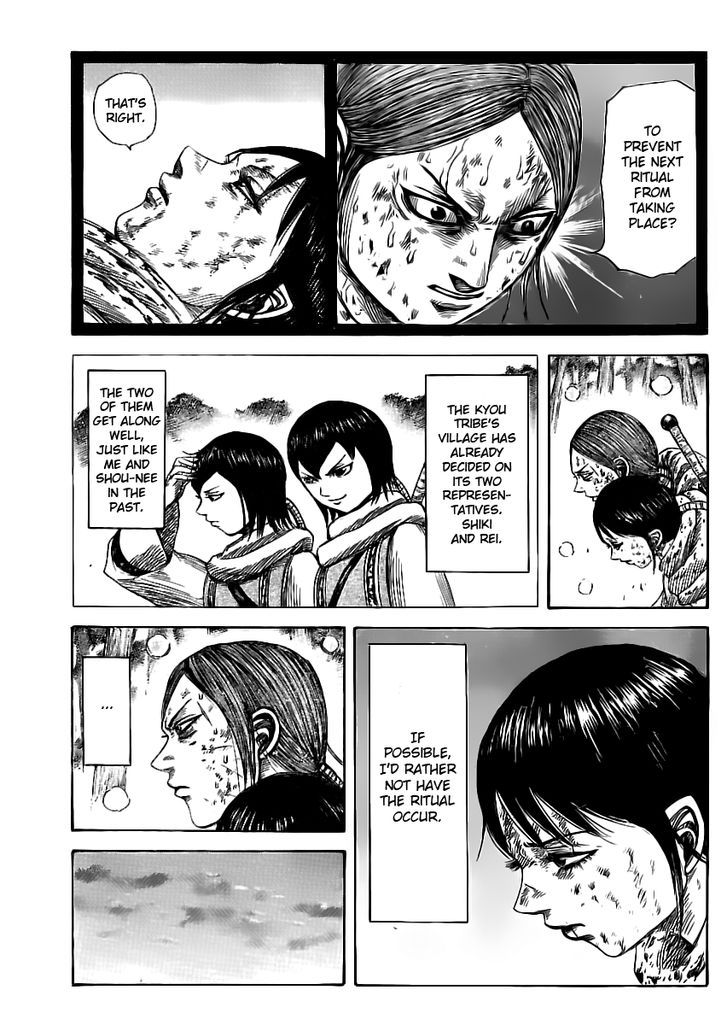 TO
PREVENT
THE NEXT
RITUAL
FROM
TAKING
PLACE?
THAT'S
RIGHT.
THE KYOU
TRIBE'S
VILLAGE HAS
ALREADY
DECIDED ON
ITS TWO
REPRESEN-
TATIVES.
SHIKI
AND REI.
THE TWO
OF THEM
GET ALONG
WELL,
JUST LIKE
ME AND
SHOU-NEE
IN THE
PAST.
IF
POSSIBLE,
I'D RATHER
NOT HAVE
THE RITUAL
OCCUR.
...